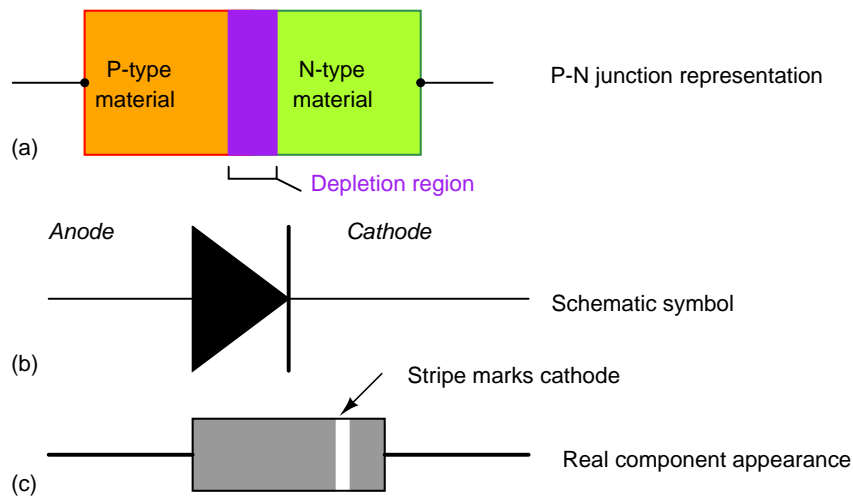 P-type
material
N-type
material
P-N junction representation
(a)
Depletion region
Anode
Cathode
Schematic symbol
(b)
Stripe marks cathode
Real component appearance
(c)